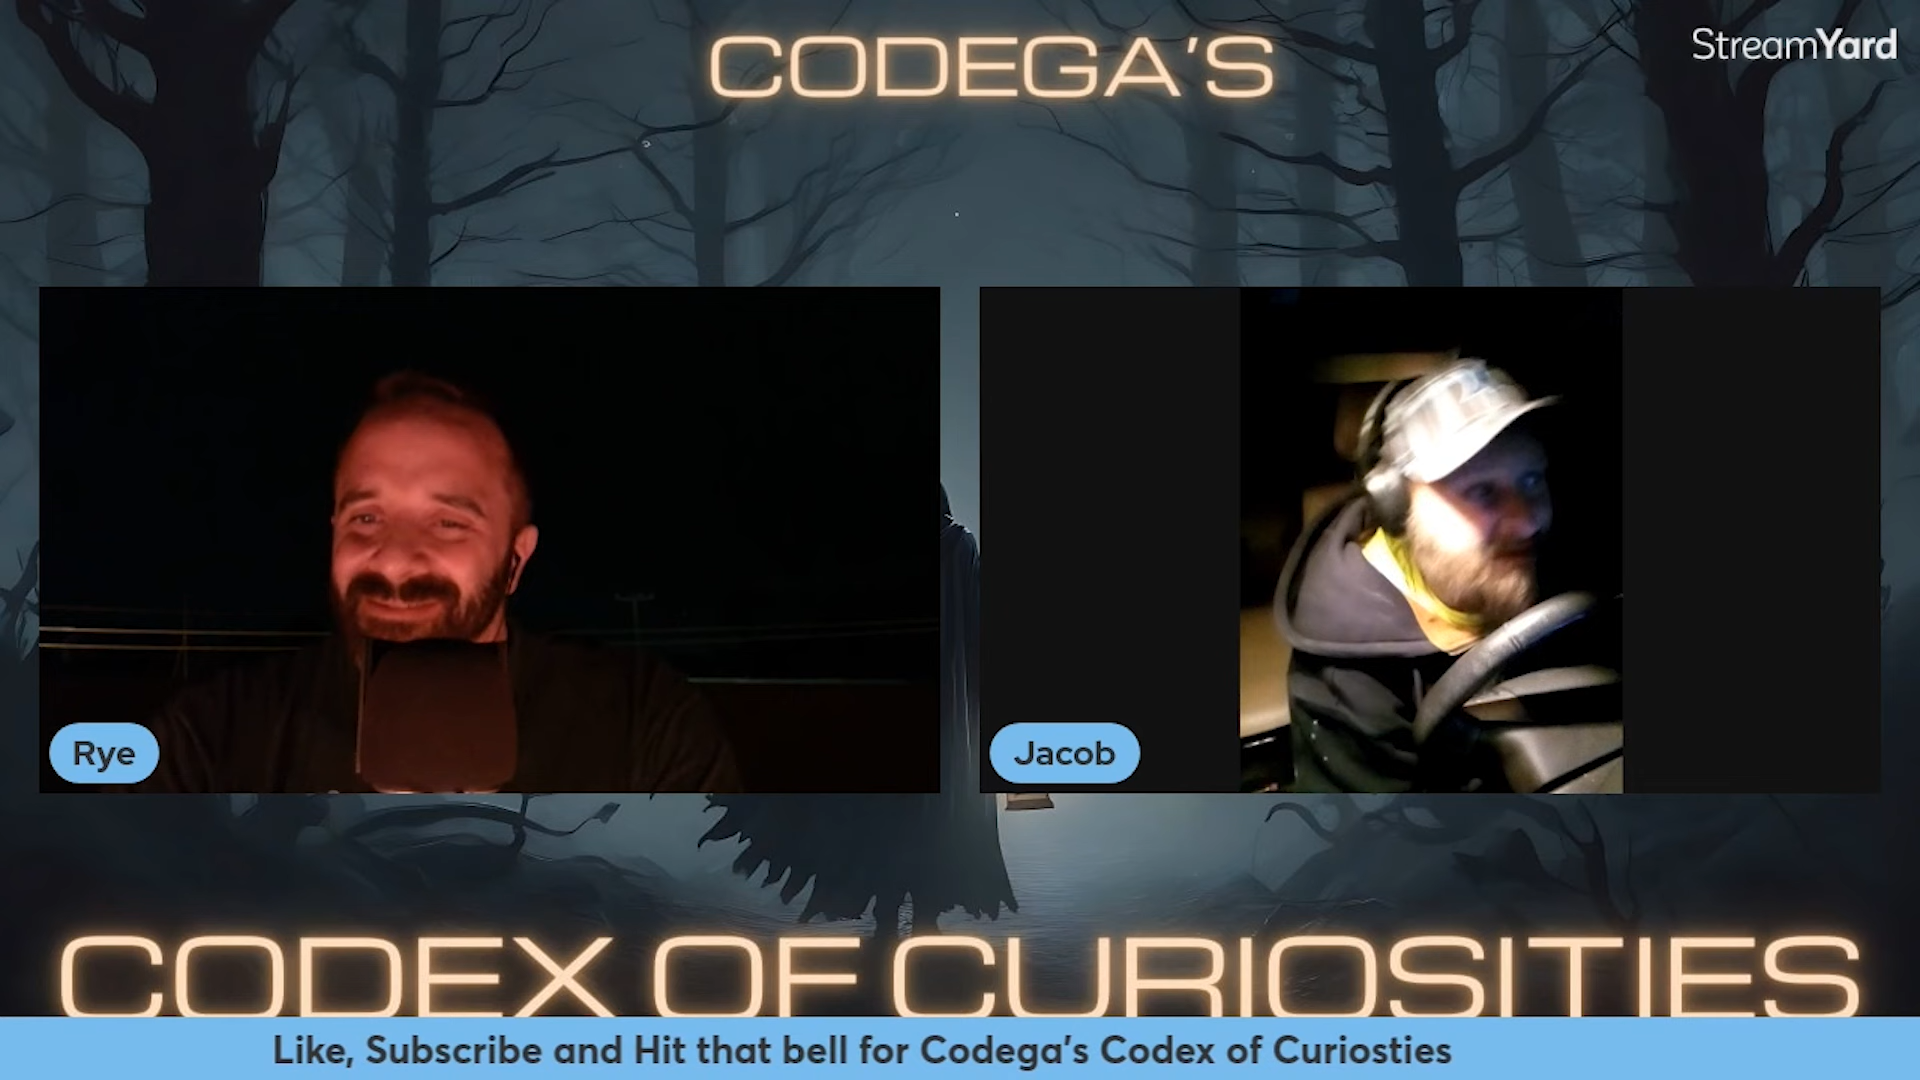 CODEGA'S
StreamYard
Rye
Jacob
CODEX OF CURIOSITIES
Like, Subscribe and Hit that bell for Codega's Codex of Curiosties